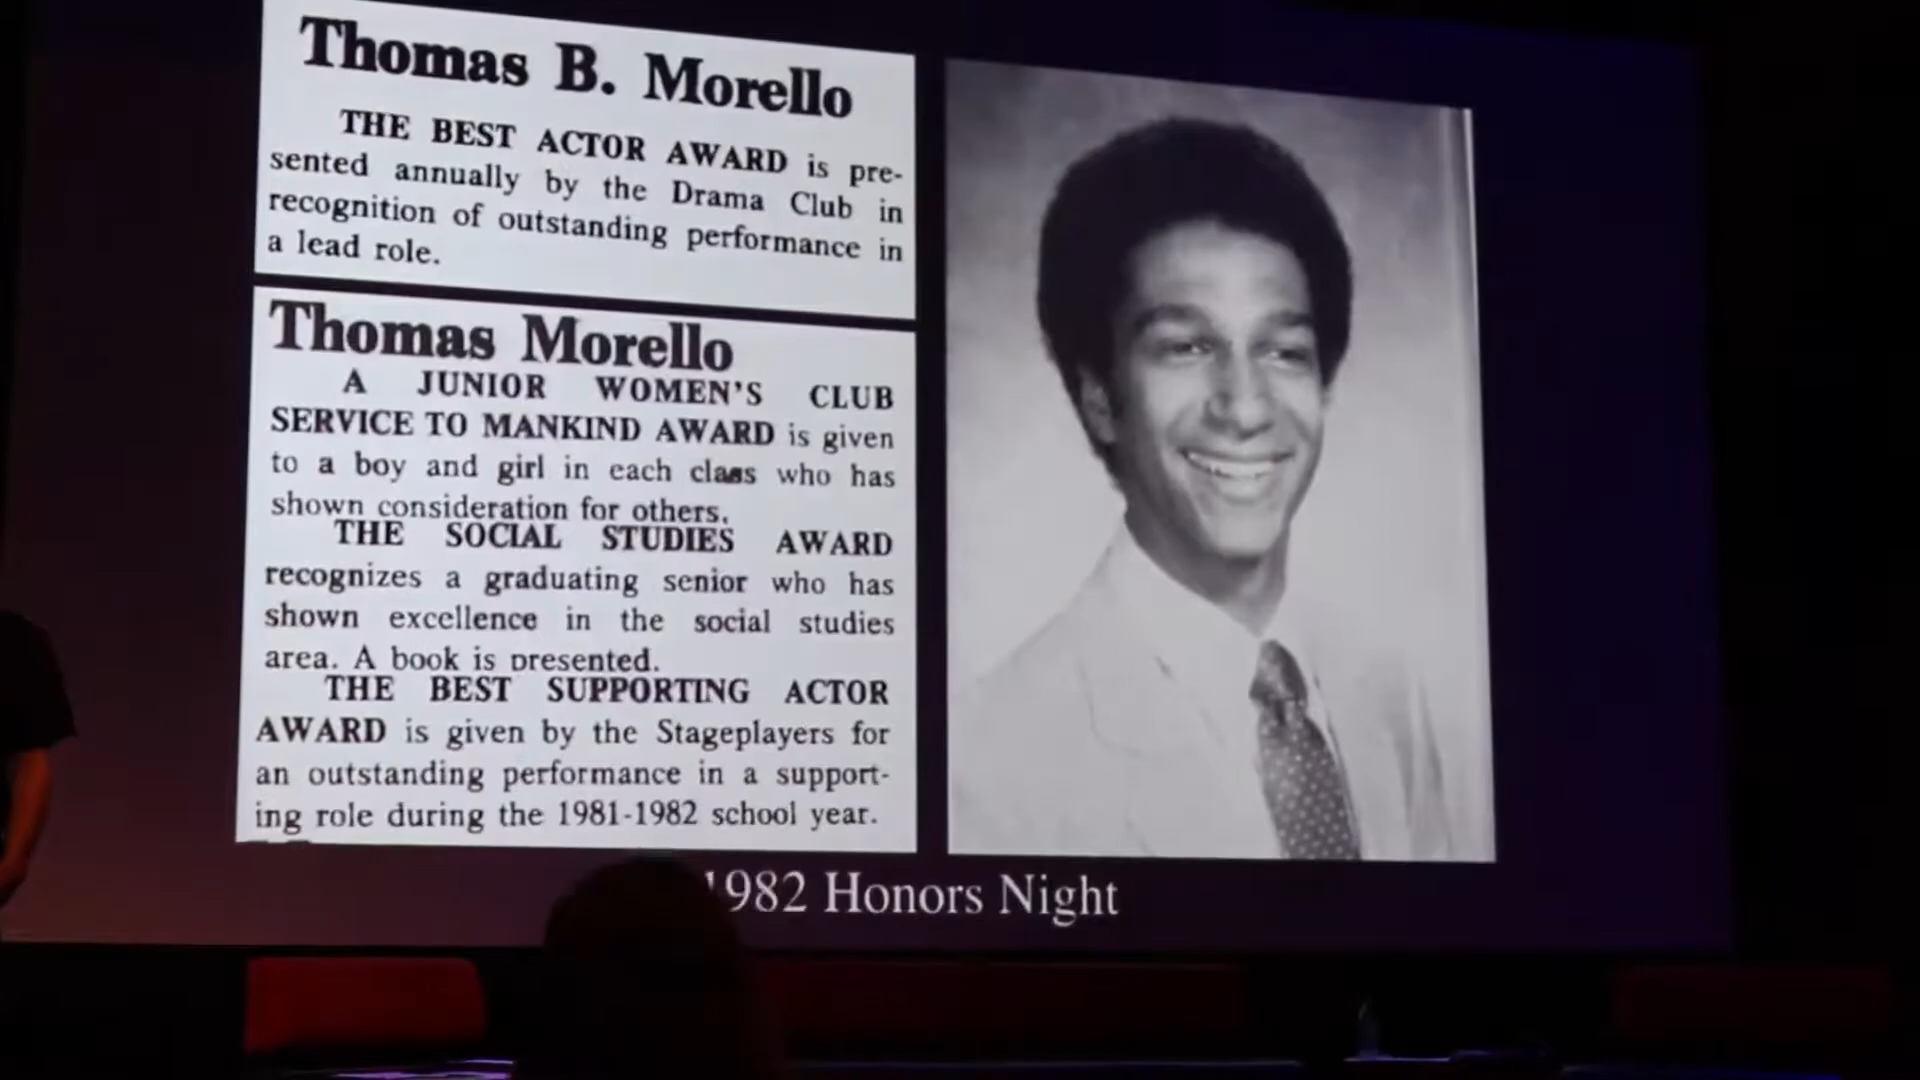 Thomas B. Morello
THE BEST ACTOR AWARD is pre-
sented annually by the Drama Club in
recognition of outstanding performance in
a lead role.
Thomas Morello
A JUNIOR WOMEN'S CLUB
SERVICE TO MANKIND AWARD is given
to a boy and girl in each class who has
shown consideration for others.
THE SOCIAL STUDIES AWARD
recognizes a graduating senior who has
shown excellence in the social studies
area. A book is presented.
THE BEST SUPPORTING ACTOR
AWARD is given by the Stageplayers for
an outstanding performance in a support-
ing role during the 1981-1982 school year.
1982 Honors Night